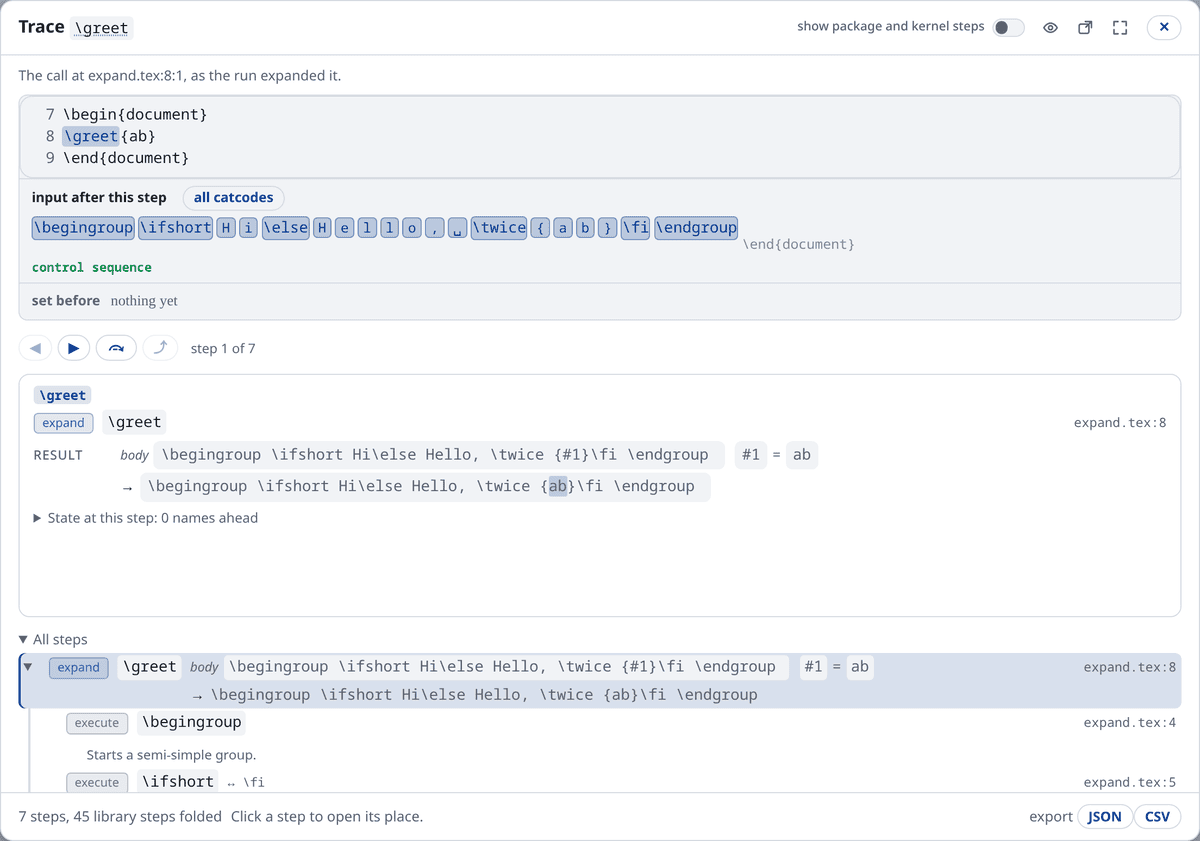 Trace \greet show package and kernel steps ✕
The call at expand.tex:8:1, as the run expanded it.
7 \begin{document}
8 \greet{ab}
9 \end{document}
input after this step all catcodes
\begingroup \ifshort H i \else H e l l o , ␣ \twice { a b } \fi \endgroup \end{document}
control sequence
set before nothing yet
step 1 of 7
\greet
expand \greet expand.tex:8
RESULT body \begingroup \ifshort Hi\else Hello, \twice {#1}\fi \endgroup #1 = ab
→ \begingroup \ifshort Hi\else Hello, \twice {ab}\fi \endgroup
▶ State at this step: 0 names ahead
▼ All steps
▼ expand \greet body \begingroup \ifshort Hi\else Hello, \twice {#1}\fi \endgroup #1 = ab expand.tex:8
→ \begingroup \ifshort Hi\else Hello, \twice {ab}\fi \endgroup
execute \begingroup expand.tex:4
Starts a semi-simple group.
execute \ifshort ↔ \fi expand.tex:5
7 steps, 45 library steps folded Click a step to open its place. export JSON CSV